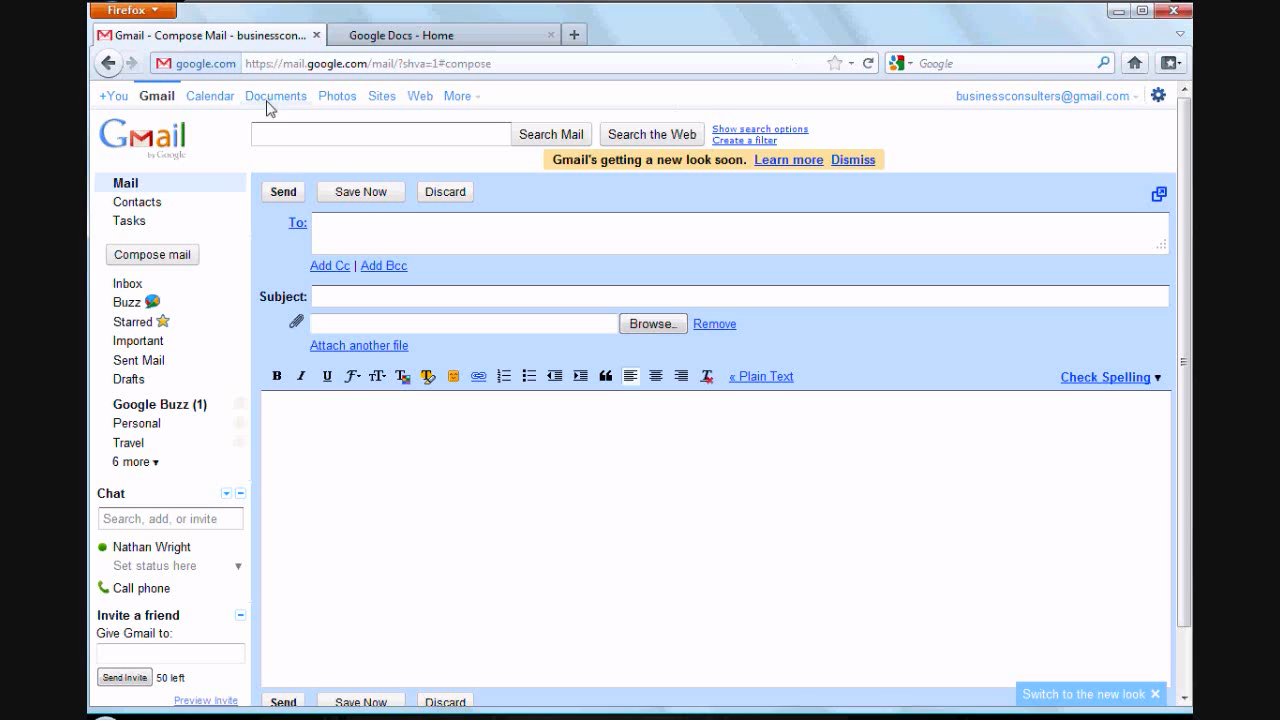 Firefox
Gmail - Compose Mail - businesscon...
Google Docs - Home
google.com https://mail.google.com/mail/?shva=1#compose
Google
+You Gmail Calendar Documents Photos Sites Web More
businessconsulters@gmail.com
Gmail
by Google
Search Mail
Search the Web
Show search options
Create a filter
Gmail's getting a new look soon. Learn more Dismiss
Mail
Contacts
Tasks
Compose mail
Inbox
Buzz
Starred
Important
Sent Mail
Drafts
Google Buzz (1)
Personal
Travel
6 more
Chat
Search, add, or invite
Nathan Wright
Set status here
Call phone
Invite a friend
Give Gmail to:
Send Invite 50 left
Preview Invite
Send Save Now Discard
To:
Add Cc | Add Bcc
Subject:
Browse... Remove
Attach another file
B I U « Plain Text
Check Spelling
Send Save Now Discard
Switch to the new look